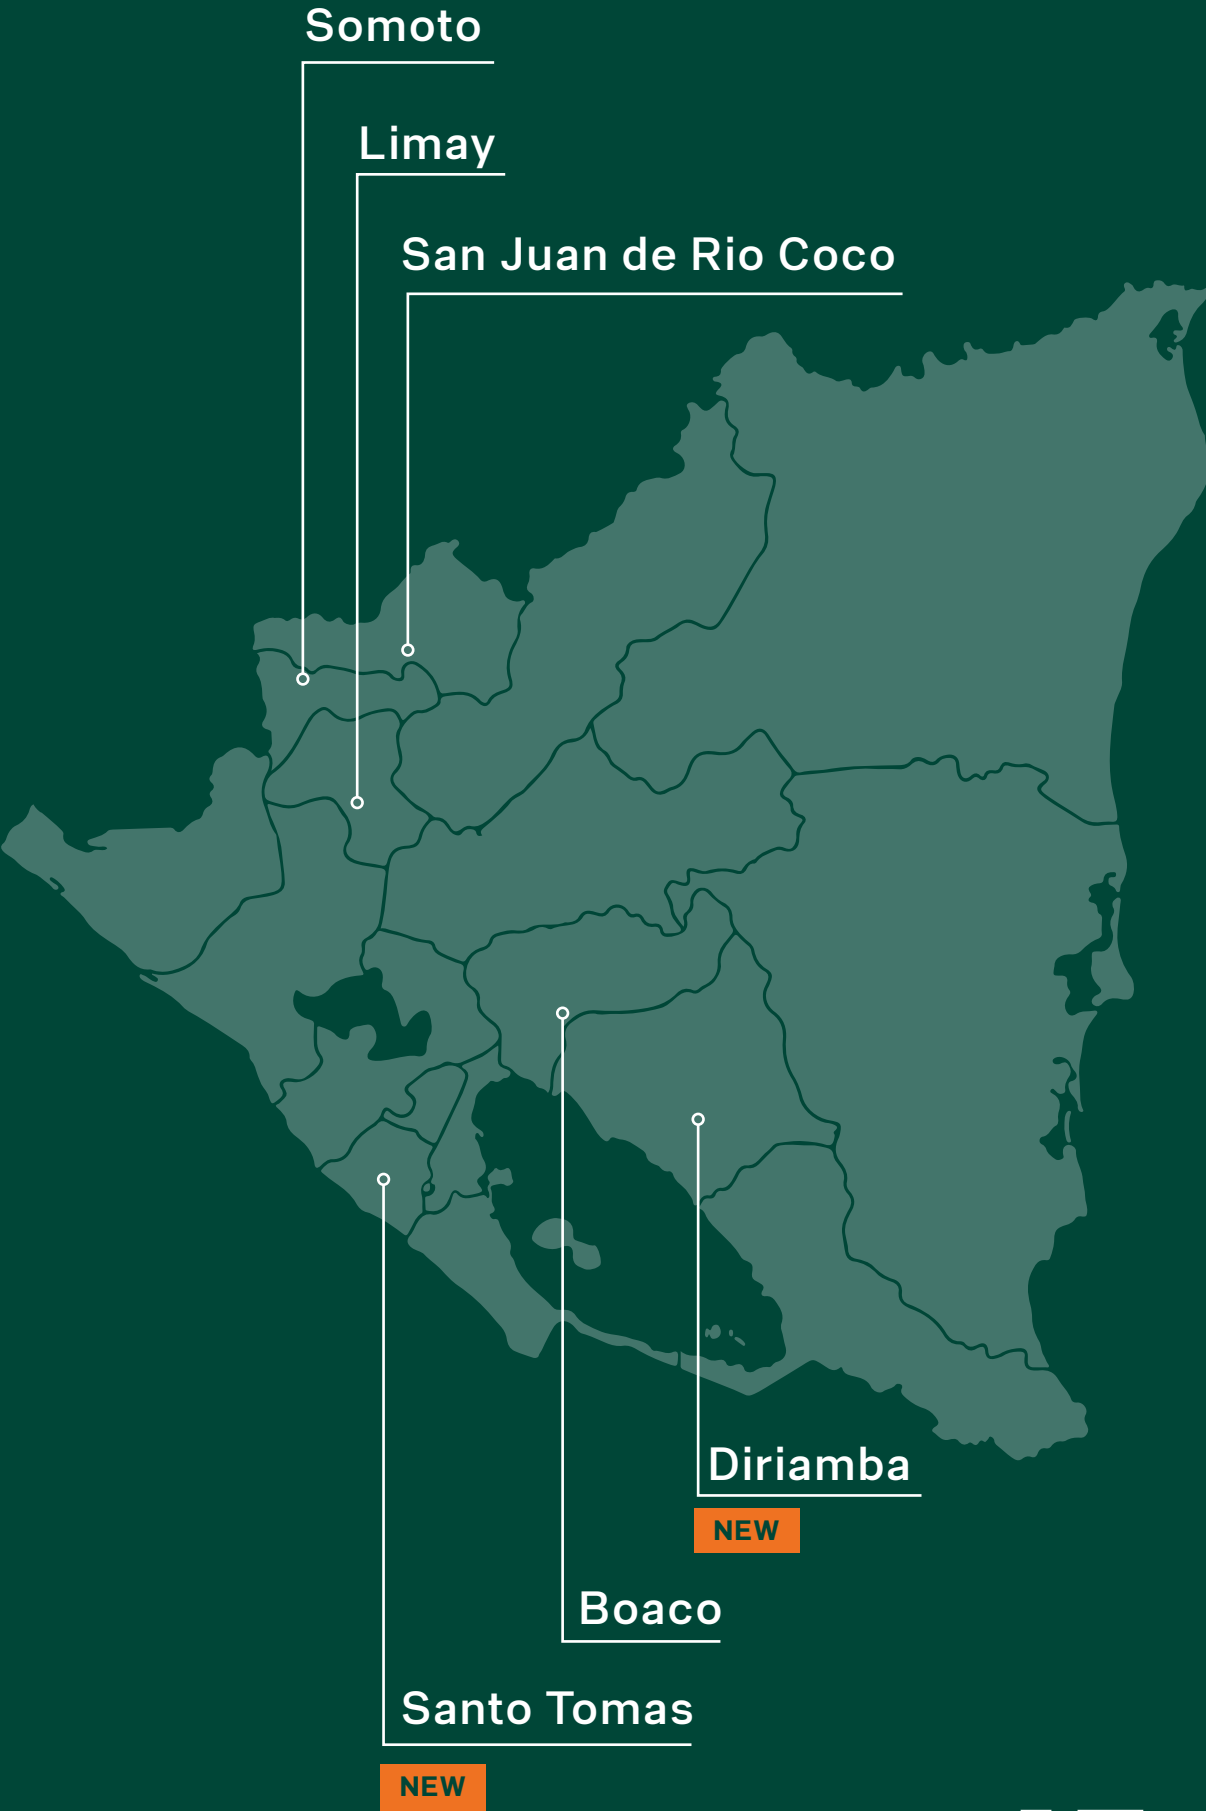 Somoto
Limay
San Juan de Rio Coco
Diriamba
NEW
Boaco
Santo Tomas
NEW